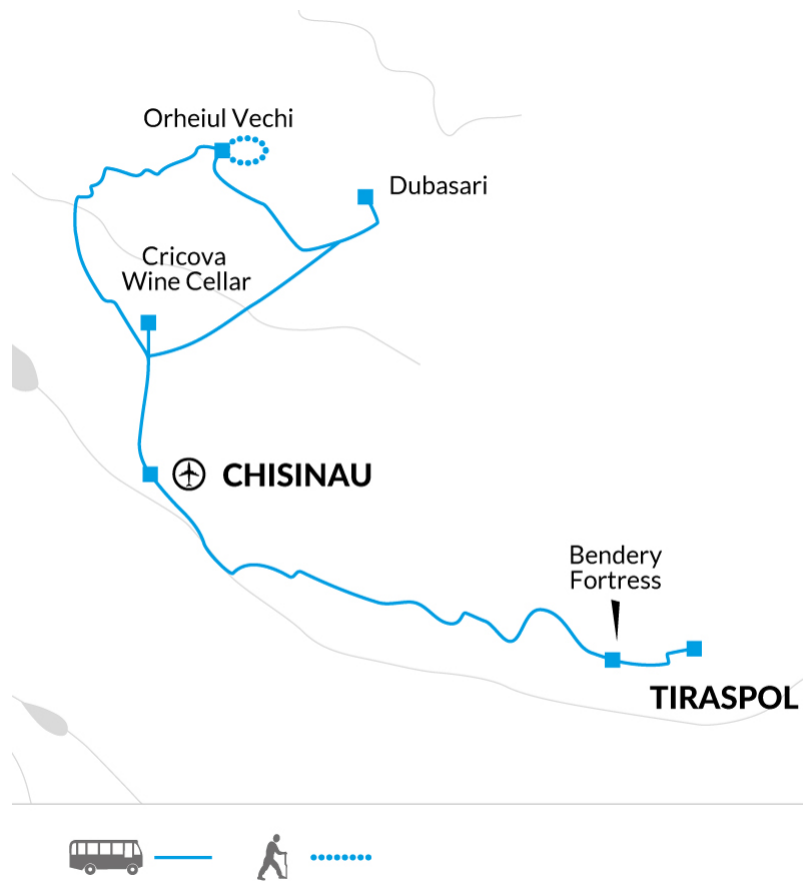 Orheiul Vechi
Dubasari
Cricova
Wine Cellar
CHISINAU
Bendery
Fortress
TIRASPOL